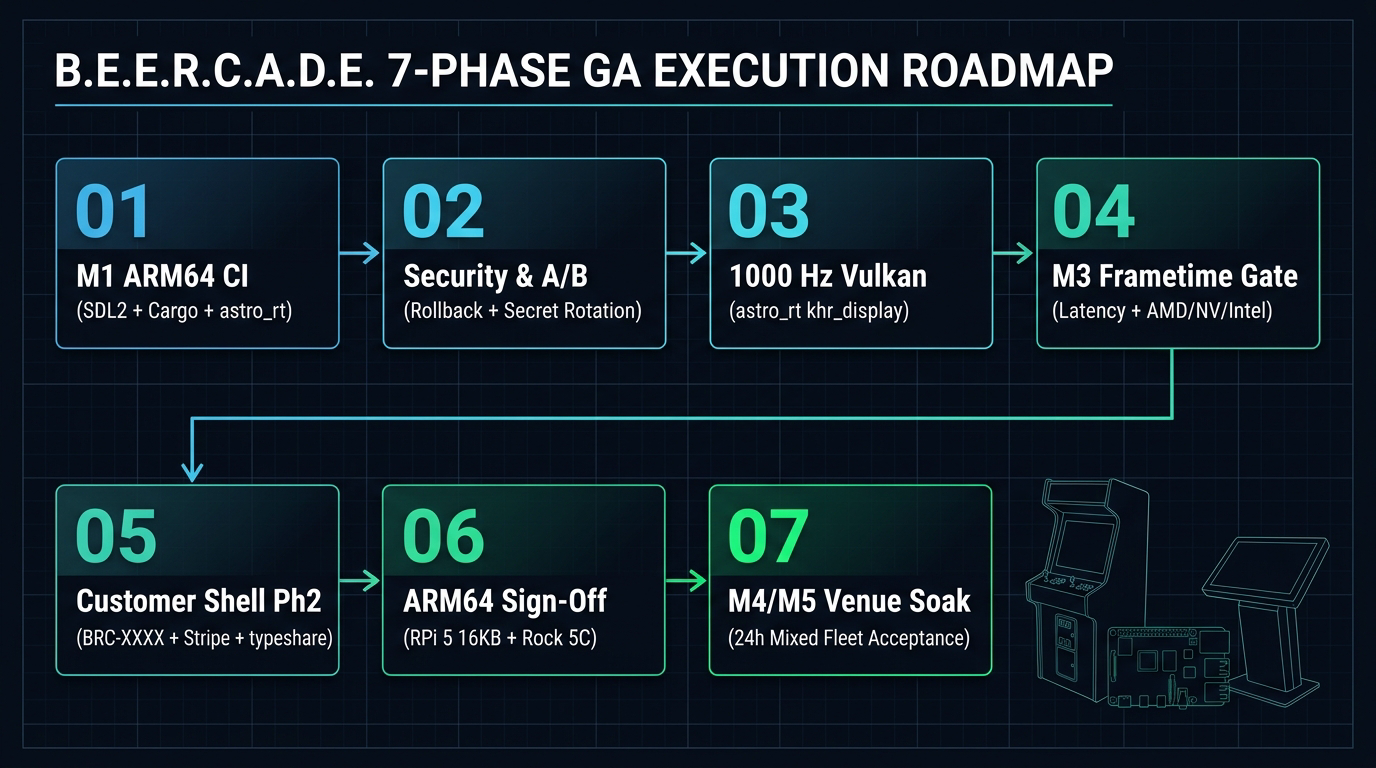 B.E.E.R.C.A.D.E. 7-PHASE GA EXECUTION ROADMAP
01
M1 ARM64 CI
(SDL2 + Cargo + astro_rt)
02
Security & A/B
(Rollback + Secret Rotation)
03
1000 Hz Vulkan
(astro_rt khr_display)
04
M3 Frametime Gate
(Latency + AMD/NV/Intel)
05
Customer Shell Ph2
(BRC-XXXX + Stripe + typeshare)
06
ARM64 Sign-Off
(RPi 5 16KB + Rock 5C)
07
M4/M5 Venue Soak
(24h Mixed Fleet Acceptance)